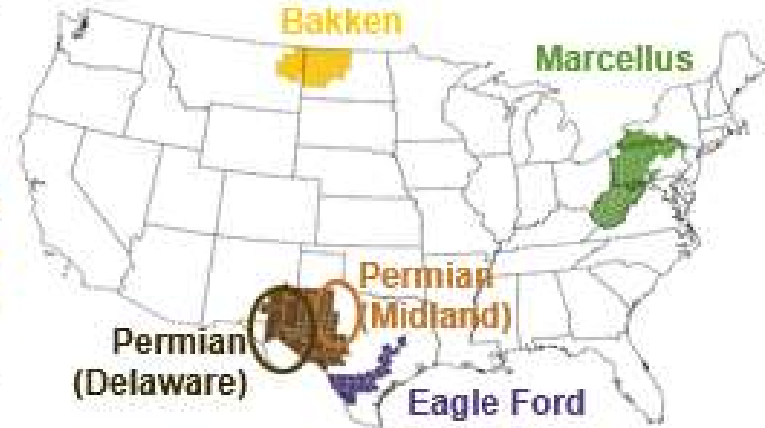 Bakken
Marcellus
Permian
(Midland)
Permian
(Delaware)
Eagle Ford